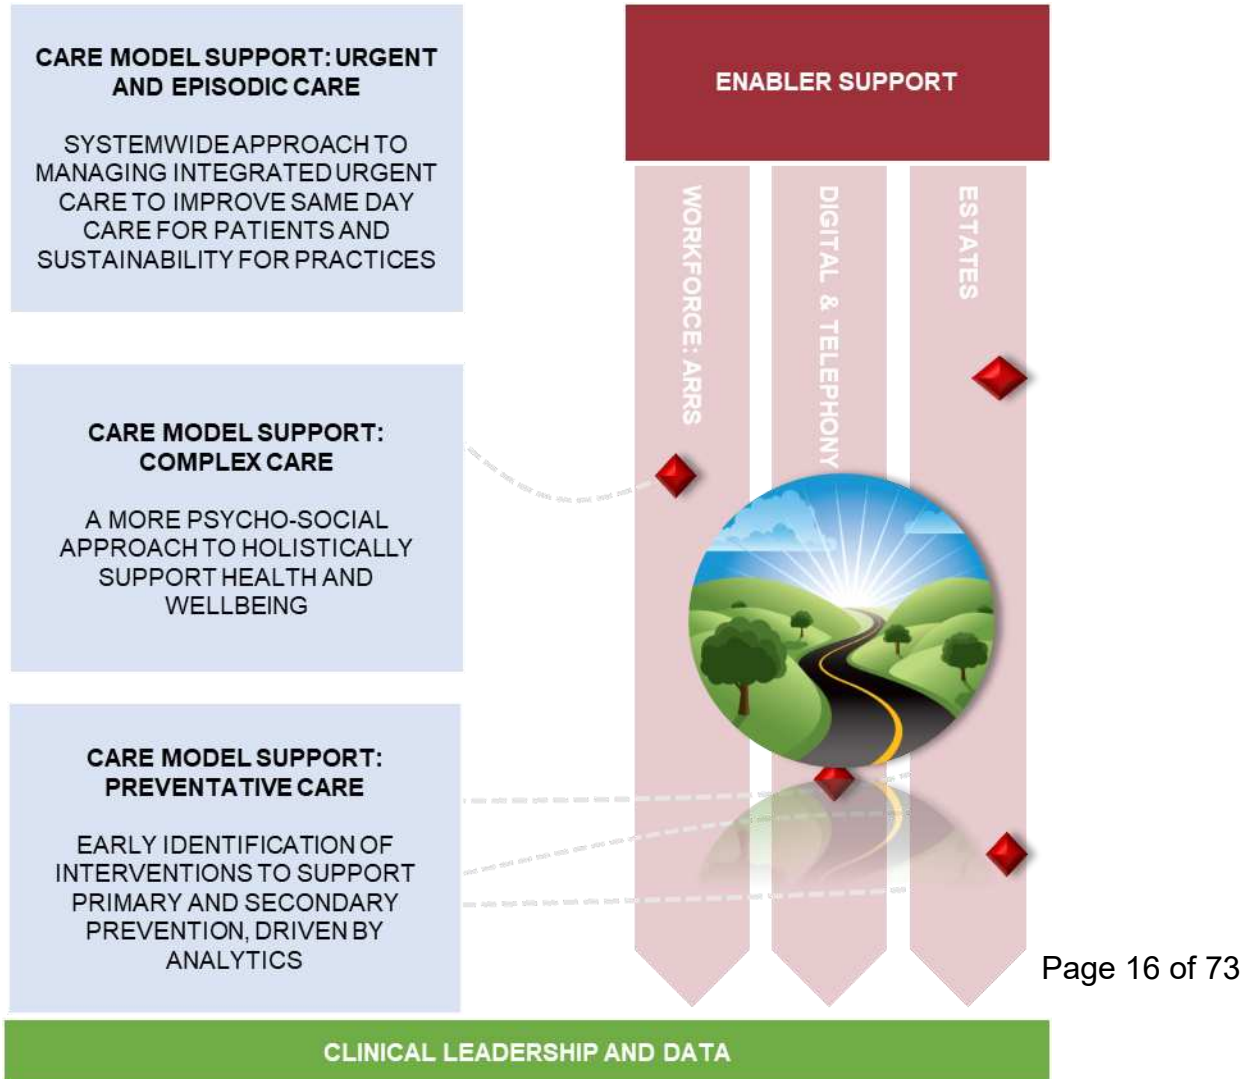 CARE MODEL SUPPORT: URGENT
AND EPISODIC CARE
SYSTEMWIDE APPROACH TO
MANAGING INTEGRATED URGENT
CARE TO IMPROVE SAME DAY
CARE FOR PATIENTS AND
SUSTAINABILITY FOR PRACTICES
CARE MODEL SUPPORT:
COMPLEX CARE
A MORE PSYCHO-SOCIAL
APPROACH TO HOLISTICALLY
SUPPORT HEALTH AND
WELLBEING
CARE MODEL SUPPORT:
PREVENTATIVE CARE
EARLY IDENTIFICATION OF
INTERVENTIONS TO SUPPORT
PRIMARY AND SECONDARY
PREVENTION, DRIVEN BY
ANALYTICS
ENABLER SUPPORT
WORKFORCE: ARRS
DIGITAL & TELEPHONY
ESTATES
Page 16 of 73
CLINICAL LEADERSHIP AND DATA